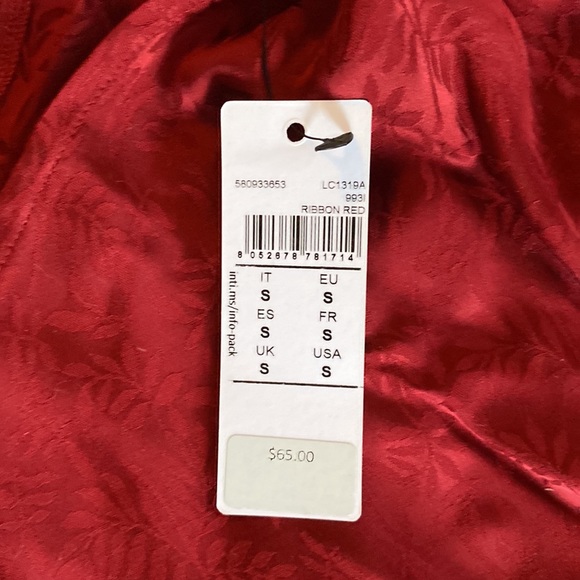 580933653 LC1319A
993I
RIBBON RED
8 052678 781714
IT EU
S S
ES FR
S S
UK USA
S S
inti.ms/info-pack
$65.00